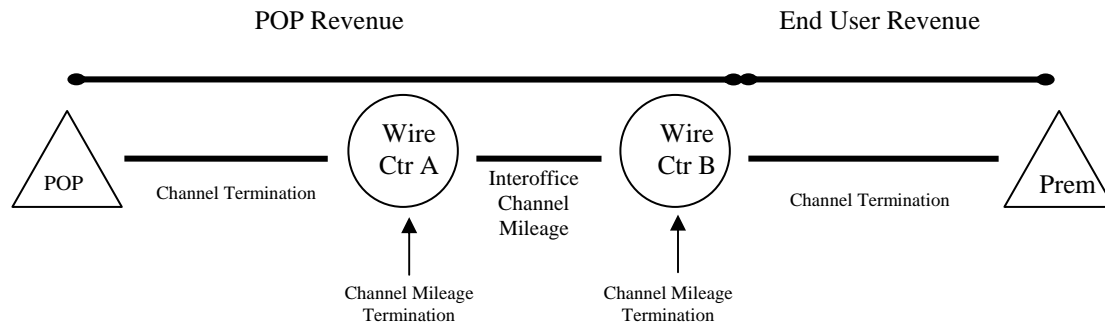 POP Revenue
End User Revenue
POP
Channel Termination
Wire
Ctr A
Interoffice
Channel
Mileage
Wire
Ctr B
Channel Termination
Prem
Channel Mileage
Termination
Channel Mileage
Termination